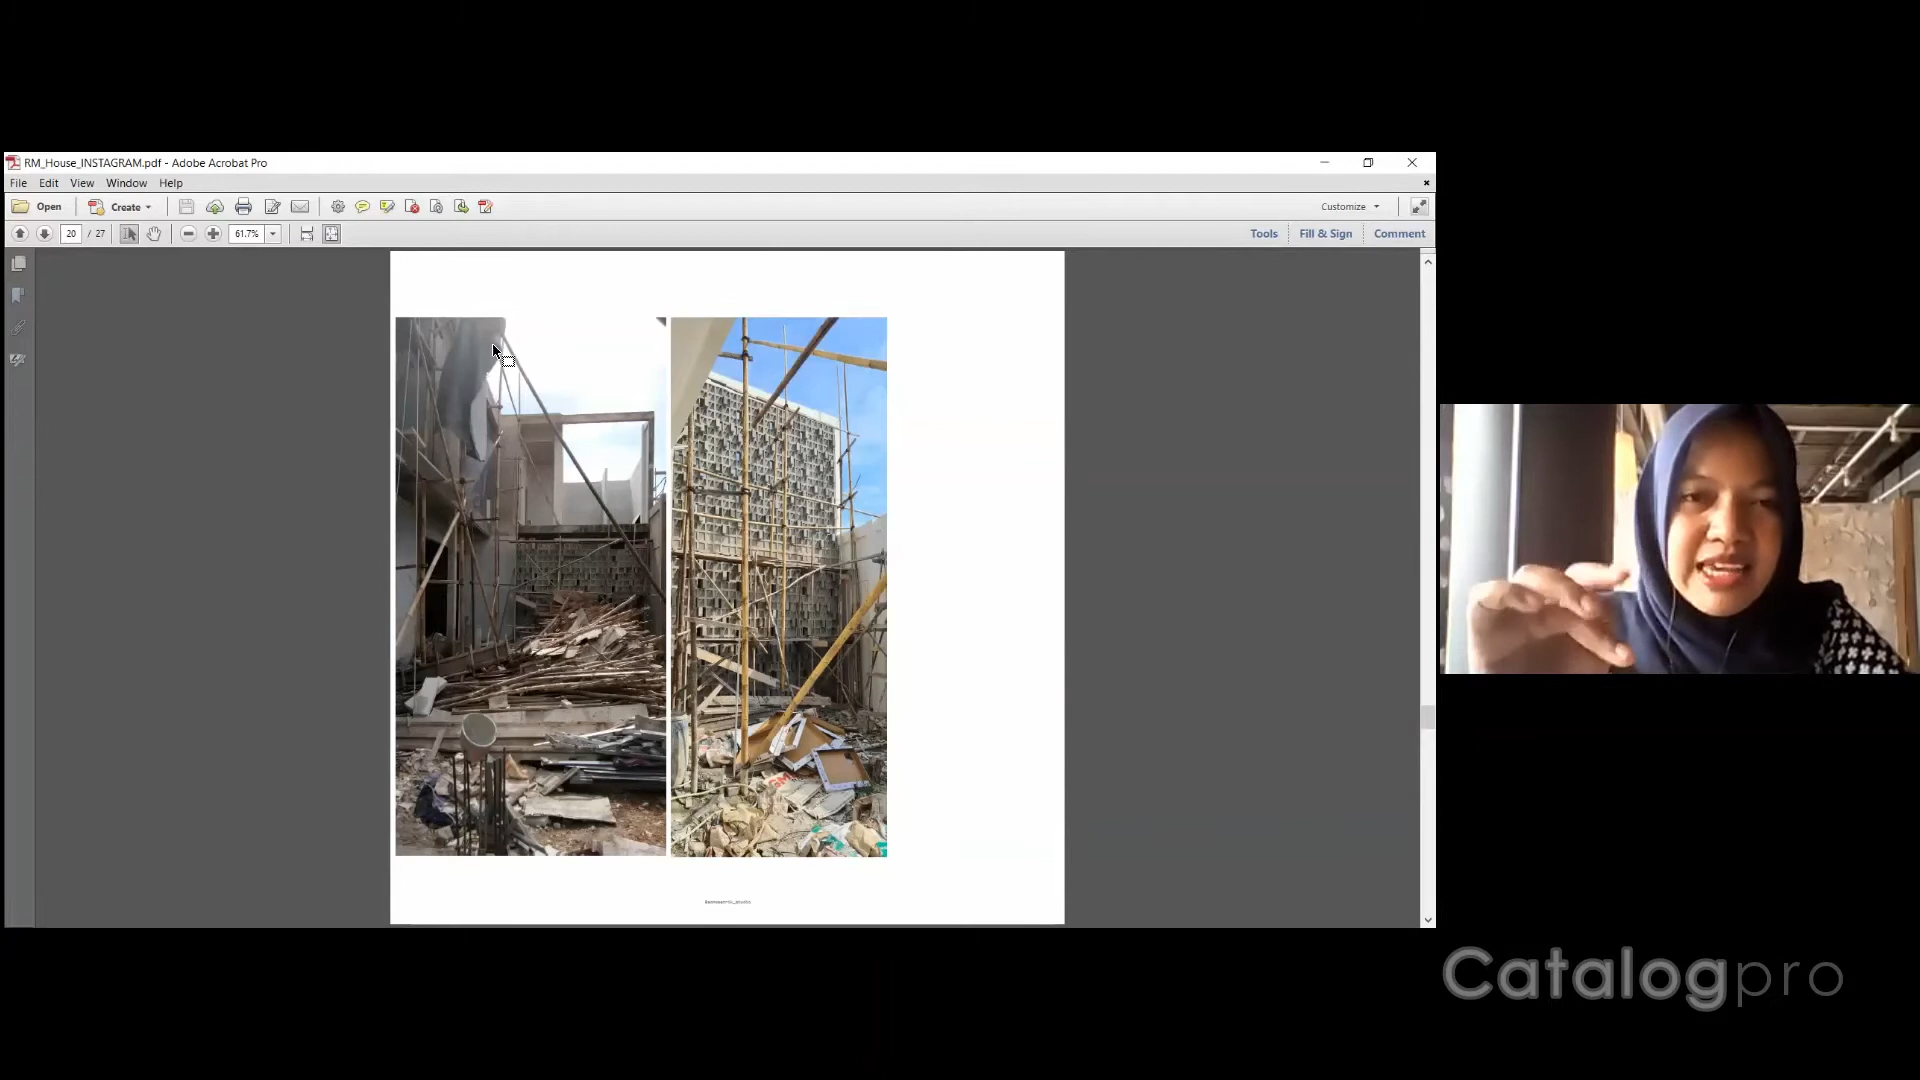 RM_House_INSTAGRAM.pdf - Adobe Acrobat Pro
File Edit View Window Help
Open Create Customize
20 / 27 61.7% Tools Fill & Sign Comment
Catalogpro